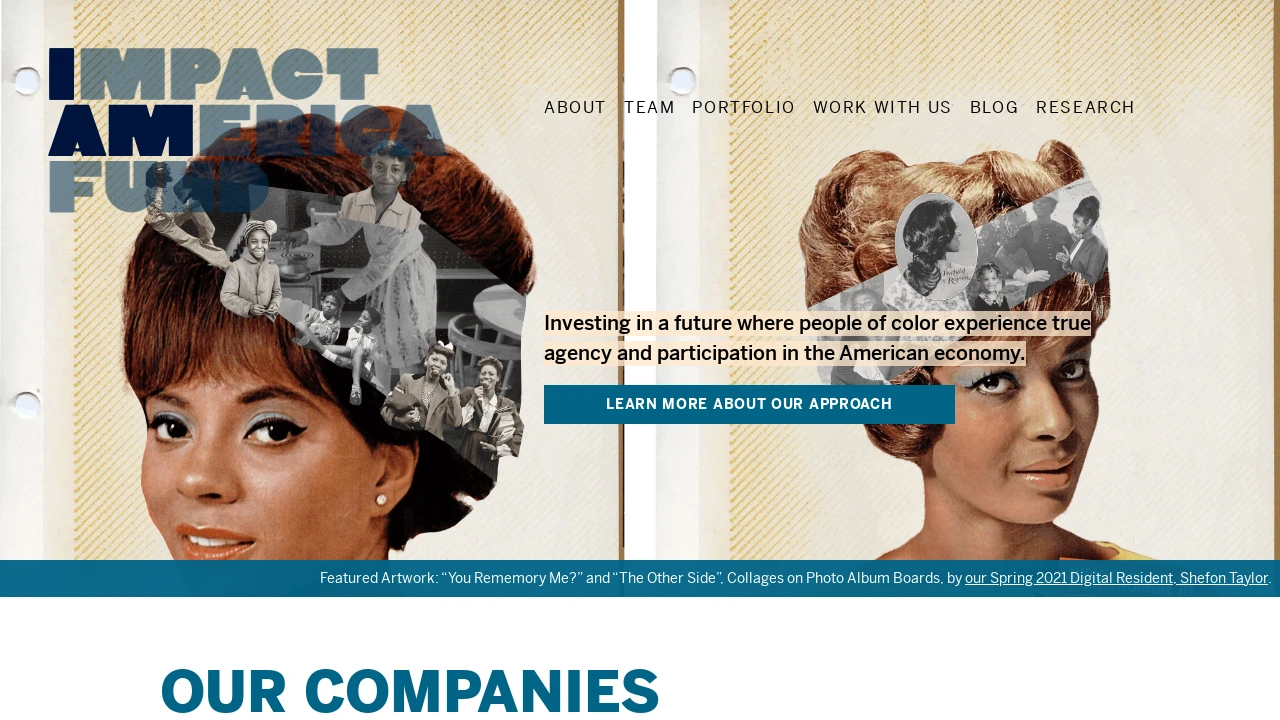 IMPACT
AMERICA
FUND
ABOUT TEAM PORTFOLIO WORK WITH US BLOG RESEARCH
Investing in a future where people of color experience true
agency and participation in the American economy.
LEARN MORE ABOUT OUR APPROACH
Featured Artwork: “You Rememory Me?” and “The Other Side”, Collages on Photo Album Boards, by our Spring 2021 Digital Resident, Shefon Taylor.
OUR COMPANIES